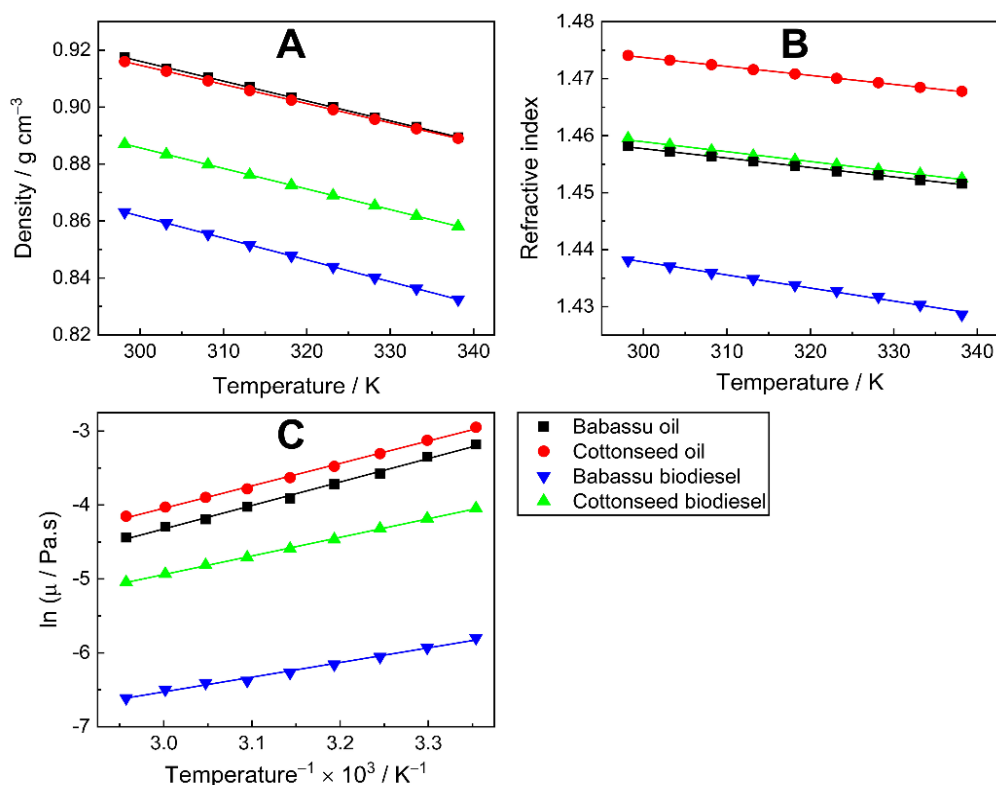 A
0.92
0.90
0.88
0.86
0.84
0.82
Density / g cm⁻³
300 310 320 330 340
Temperature / K
B
1.48
1.47
1.46
1.45
1.44
1.43
Refractive index
300 310 320 330 340
Temperature / K
C
-3
-4
-5
-6
-7
ln (μ / Pa.s)
3.0 3.1 3.2 3.3
Temperature⁻¹ × 10³ / K⁻¹
Babassu oil
Cottonseed oil
Babassu biodiesel
Cottonseed biodiesel